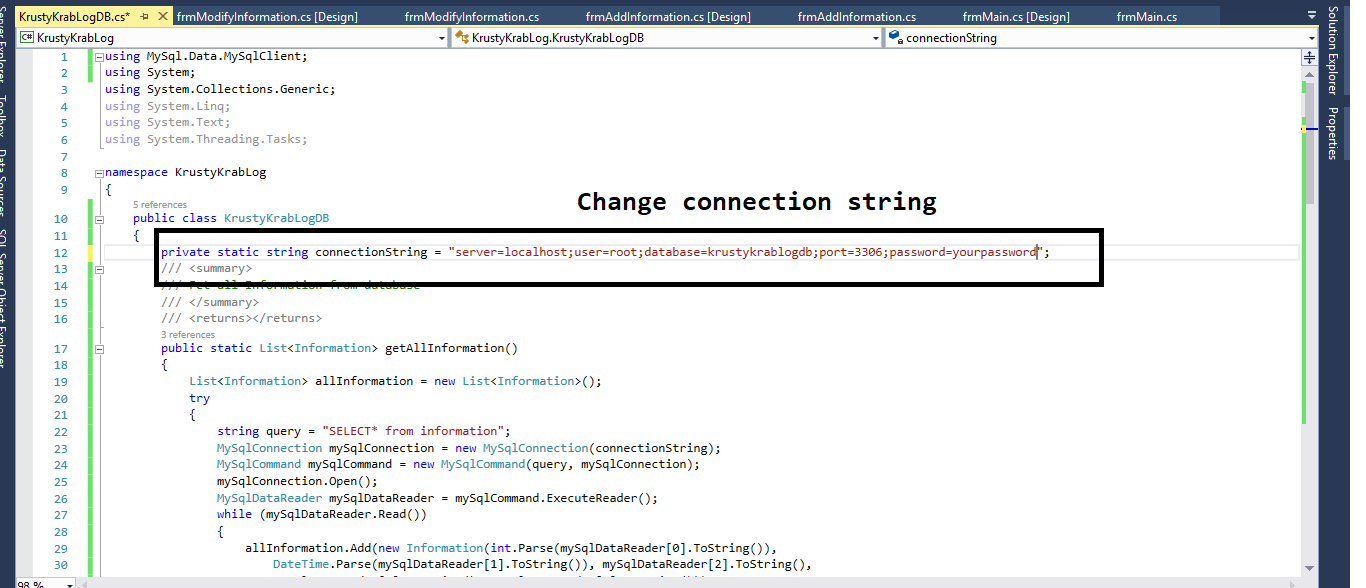 KrustyKrabLogDB.cs* frmModifyInformation.cs [Design] frmModifyInformation.cs frmAddInformation.cs [Design] frmAddInformation.cs frmMain.cs [Design] frmMain.cs
C# KrustyKrabLog KrustyKrabLog.KrustyKrabLogDB connectionString
1 using MySql.Data.MySqlClient;
2 using System;
3 using System.Collections.Generic;
4 using System.Linq;
5 using System.Text;
6 using System.Threading.Tasks;
7
8 namespace KrustyKrabLog
9 {
Change connection string
5 references
10 public class KrustyKrabLogDB
11 {
12 private static string connectionString = "server=localhost;user=root;database=krustykrablogdb;port=3306;password=yourpassword";
13 /// <summary>
14 /// all Information from database
15 /// </summary>
16 /// <returns></returns>
3 references
17 public static List<Information> getAllInformation()
18 {
19 List<Information> allInformation = new List<Information>();
20 try
21 {
22 string query = "SELECT* from information";
23 MySqlConnection mySqlConnection = new MySqlConnection(connectionString);
24 MySqlCommand mySqlCommand = new MySqlCommand(query, mySqlConnection);
25 mySqlConnection.Open();
26 MySqlDataReader mySqlDataReader = mySqlCommand.ExecuteReader();
27 while (mySqlDataReader.Read())
28 {
29 allInformation.Add(new Information(int.Parse(mySqlDataReader[0].ToString()),
30 DateTime.Parse(mySqlDataReader[1].ToString()), mySqlDataReader[2].ToString(),
98 %
Server Explorer
Toolbox
Data Sources
SQL Server Object Explorer
Solution Explorer
Properties